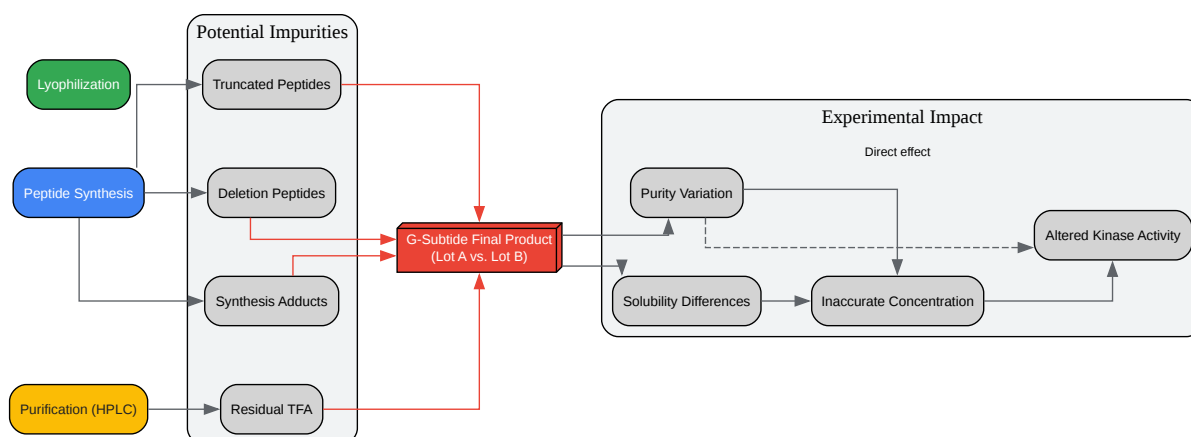 Potential Impurities
Lyophilization
Truncated Peptides
Peptide Synthesis
Deletion Peptides
Synthesis Adducts
Purification (HPLC)
Residual TFA
G-Subtide Final Product
(Lot A vs. Lot B)
Experimental Impact
Direct effect
Purity Variation
Altered Kinase Activity
Solubility Differences
Inaccurate Concentration